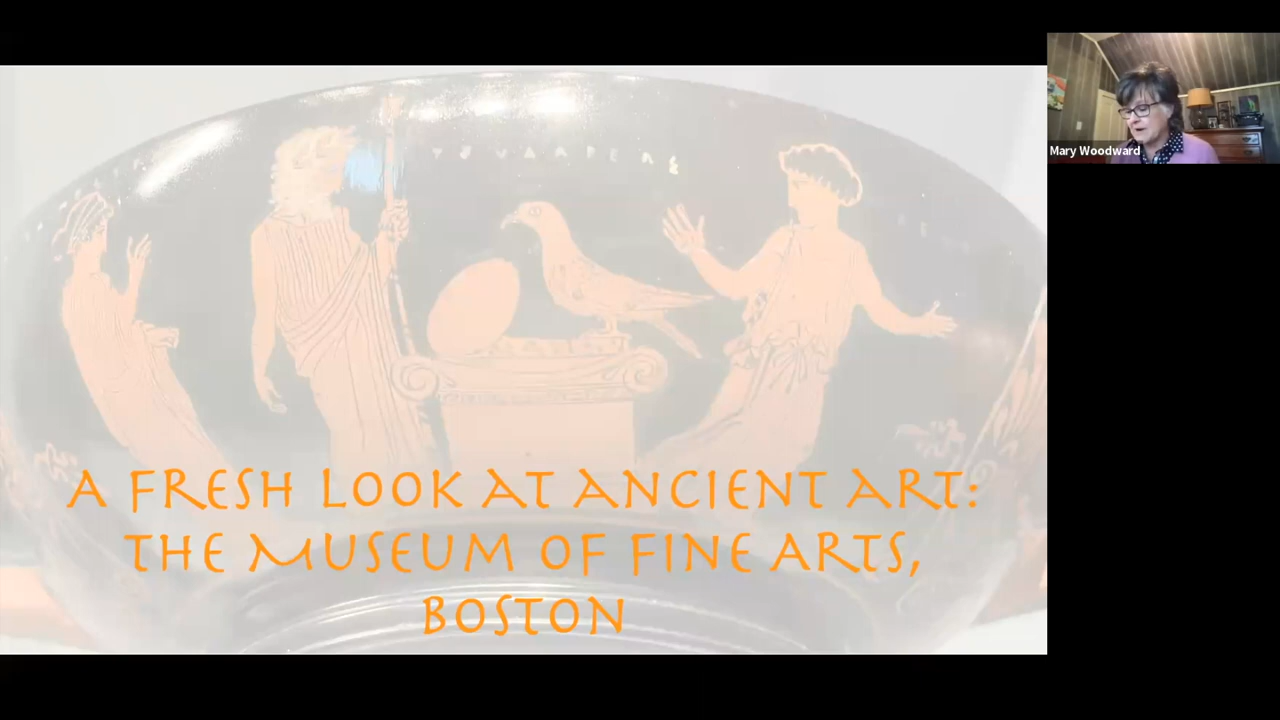 A FRESH LOOK AT ANCIENT ART:
THE MUSEUM OF FINE ARTS,
BOSTON
Mary Woodward